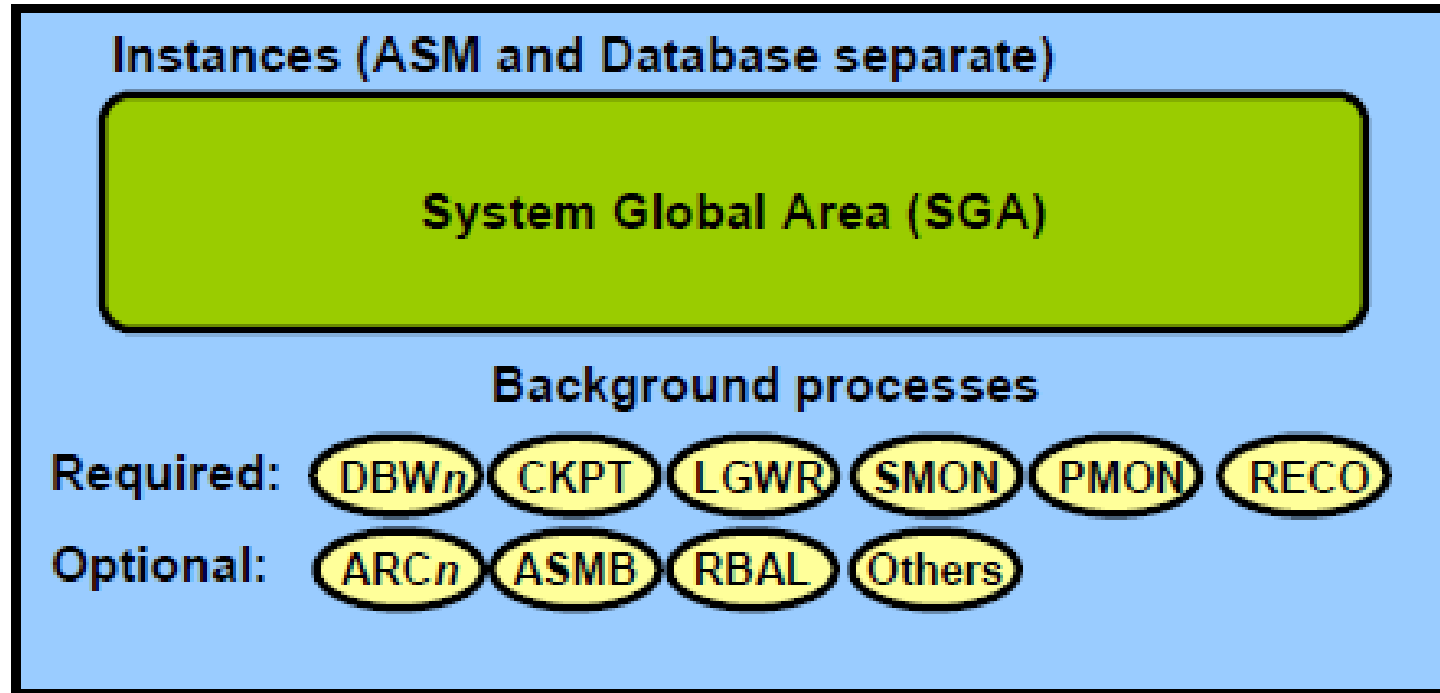 Instances (ASM and Database separate)
System Global Area (SGA)
Background processes
Required: DBWn CKPT LGWR SMON PMON RECO
Optional: ARCn ASMB RBAL Others